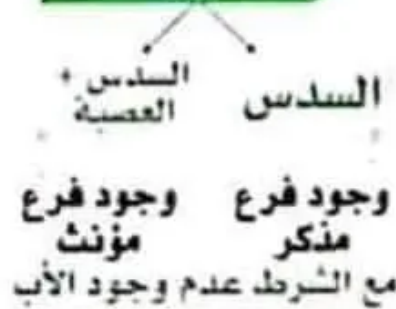 السدس
السدس +
العصبة
وجود فرع
مذكر
وجود فرع
مؤنث
مع الشرط عدم وجود الأب